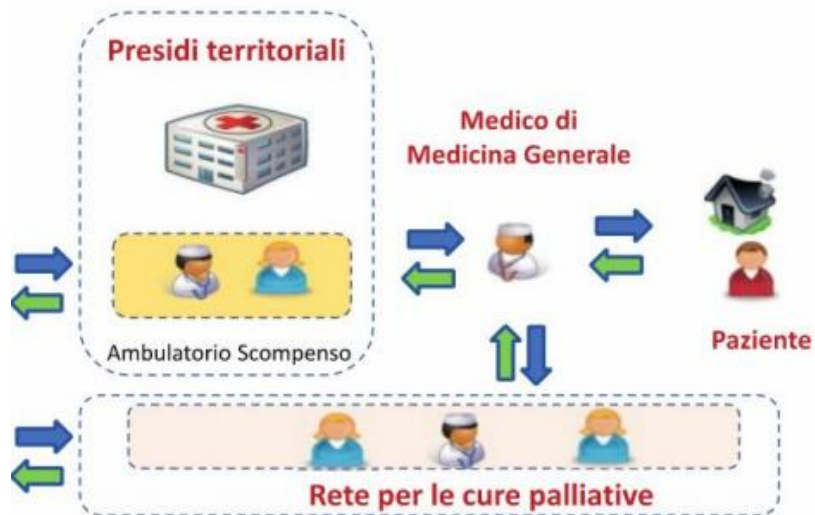 Presidi territoriali
Medico di
Medicina Generale
Ambulatorio Scompenso
Paziente
Rete per le cure palliative